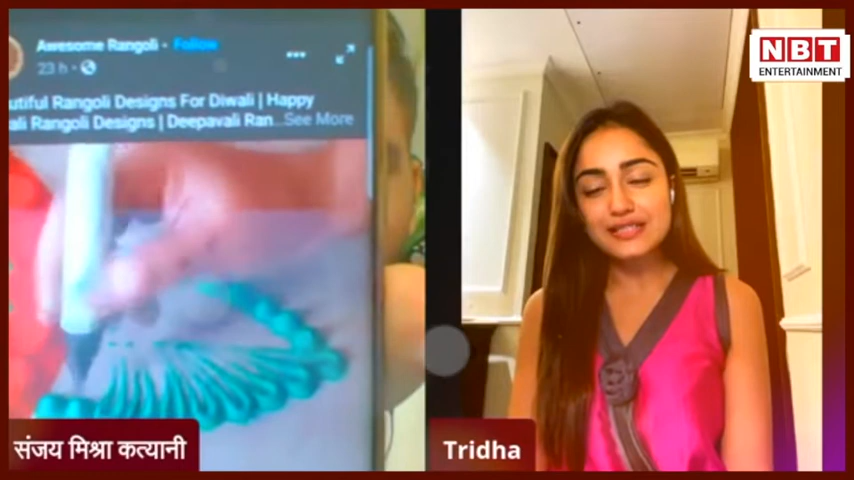 Awesome Rangoli · Follow
23 h ·
utiful Rangoli Designs For Diwali | Happy
ali Rangoli Designs | Deepavali Ran...See More
NBT
ENTERTAINMENT
संजय मिश्रा कत्यानी
Tridha